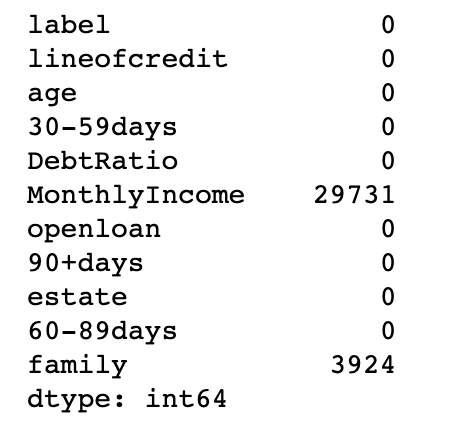 label 0
lineofcredit 0
age 0
30-59days 0
DebtRatio 0
MonthlyIncome 29731
openloan 0
90+days 0
estate 0
60-89days 0
family 3924
dtype: int64